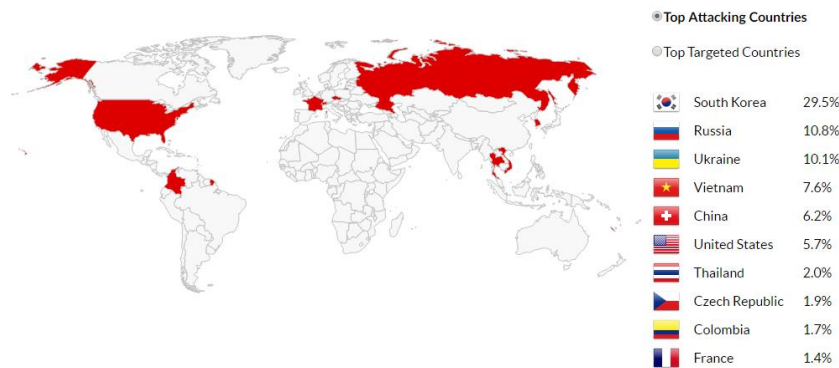 Top Attacking Countries
Top Targeted Countries
South Korea 29.5%
Russia 10.8%
Ukraine 10.1%
Vietnam 7.6%
China 6.2%
United States 5.7%
Thailand 2.0%
Czech Republic 1.9%
Colombia 1.7%
France 1.4%